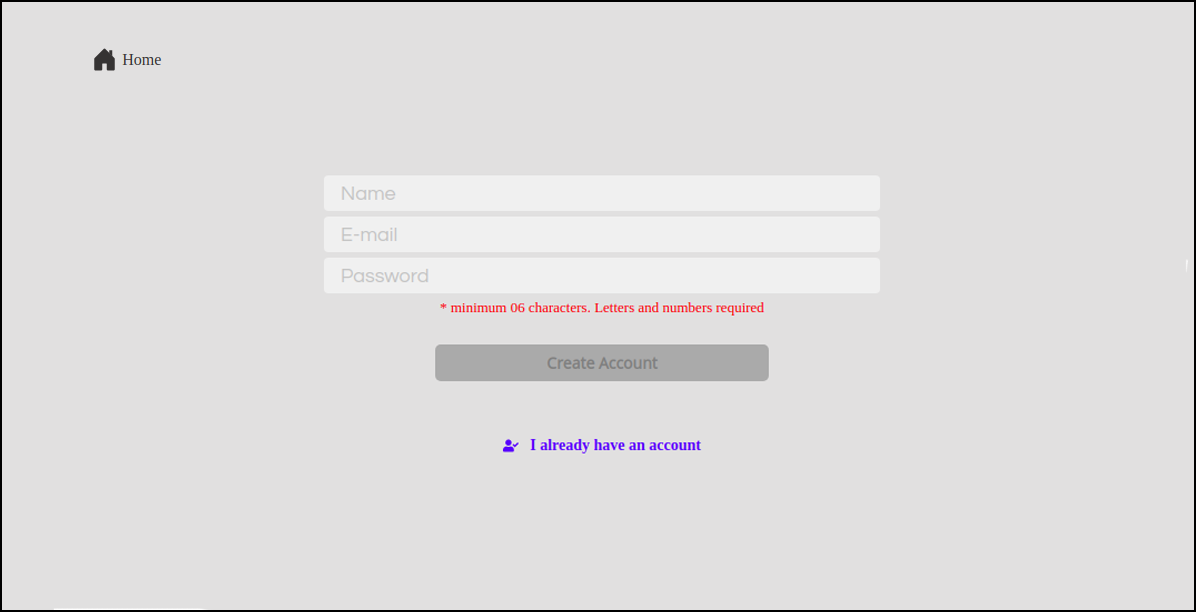 Home
Name
E-mail
Password
* minimum 06 characters. Letters and numbers required
Create Account
I already have an account